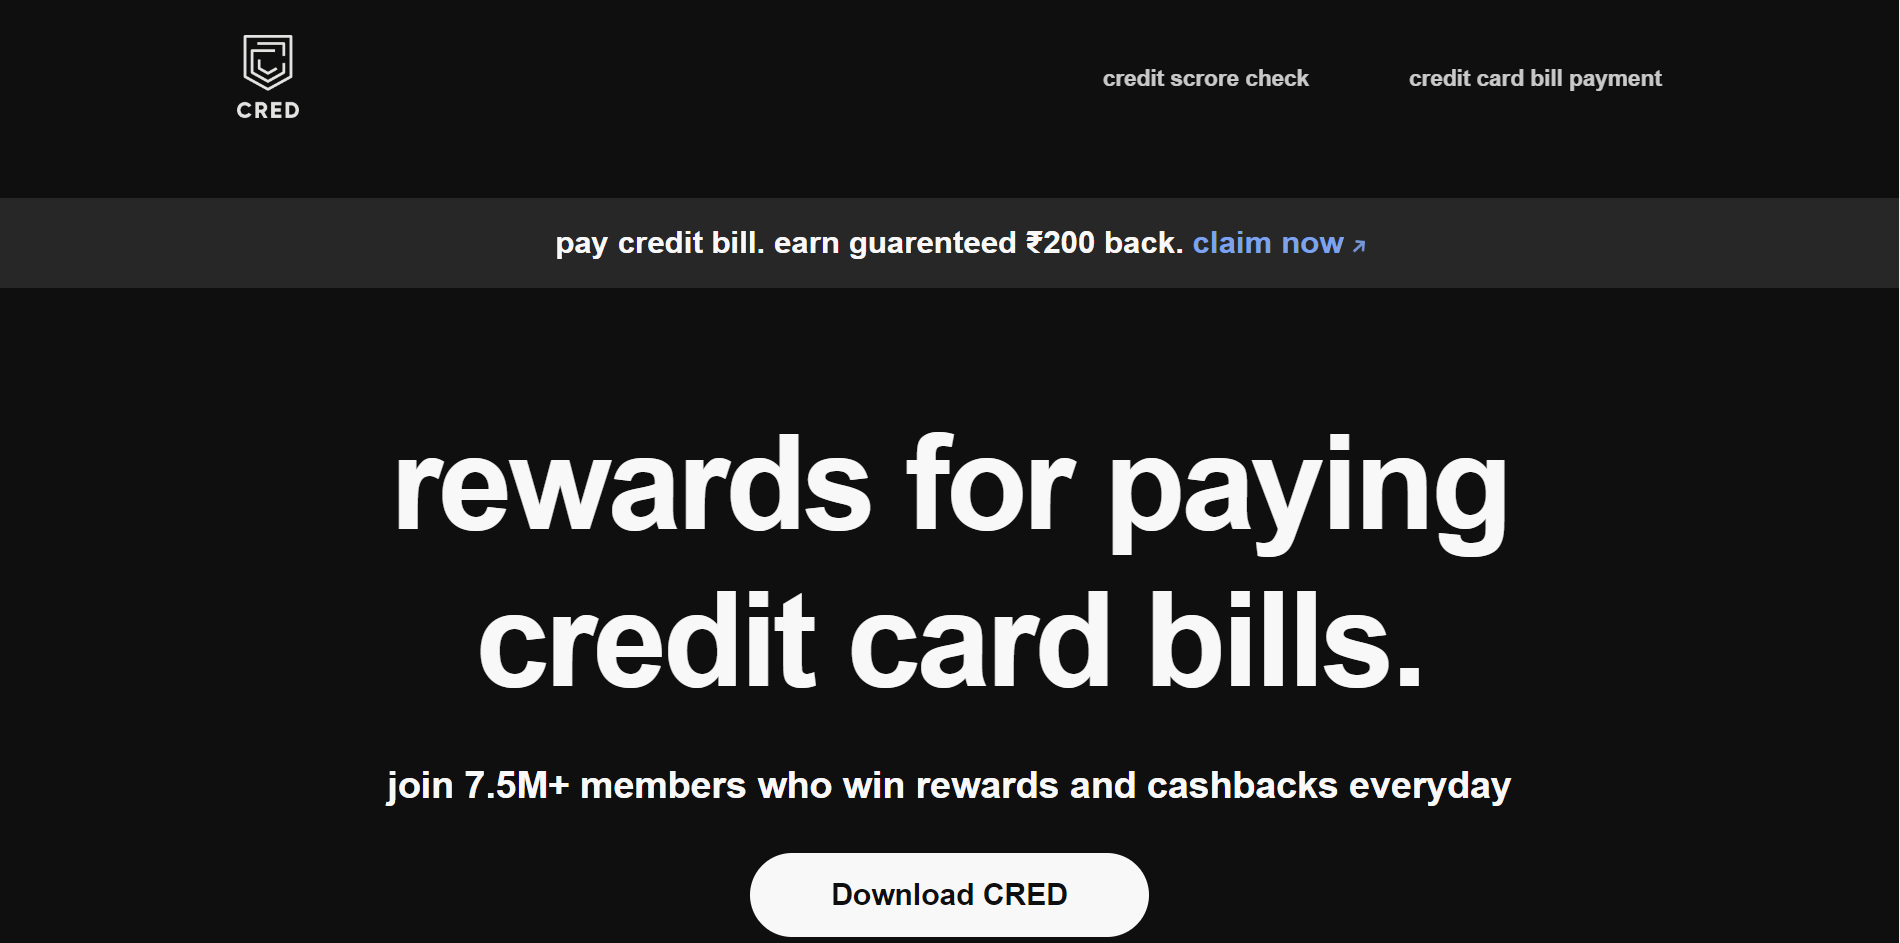 CRED
credit scrore check
credit card bill payment
pay credit bill. earn guarenteed ₹200 back. claim now ↗
rewards for paying
credit card bills.
join 7.5M+ members who win rewards and cashbacks everyday
Download CRED